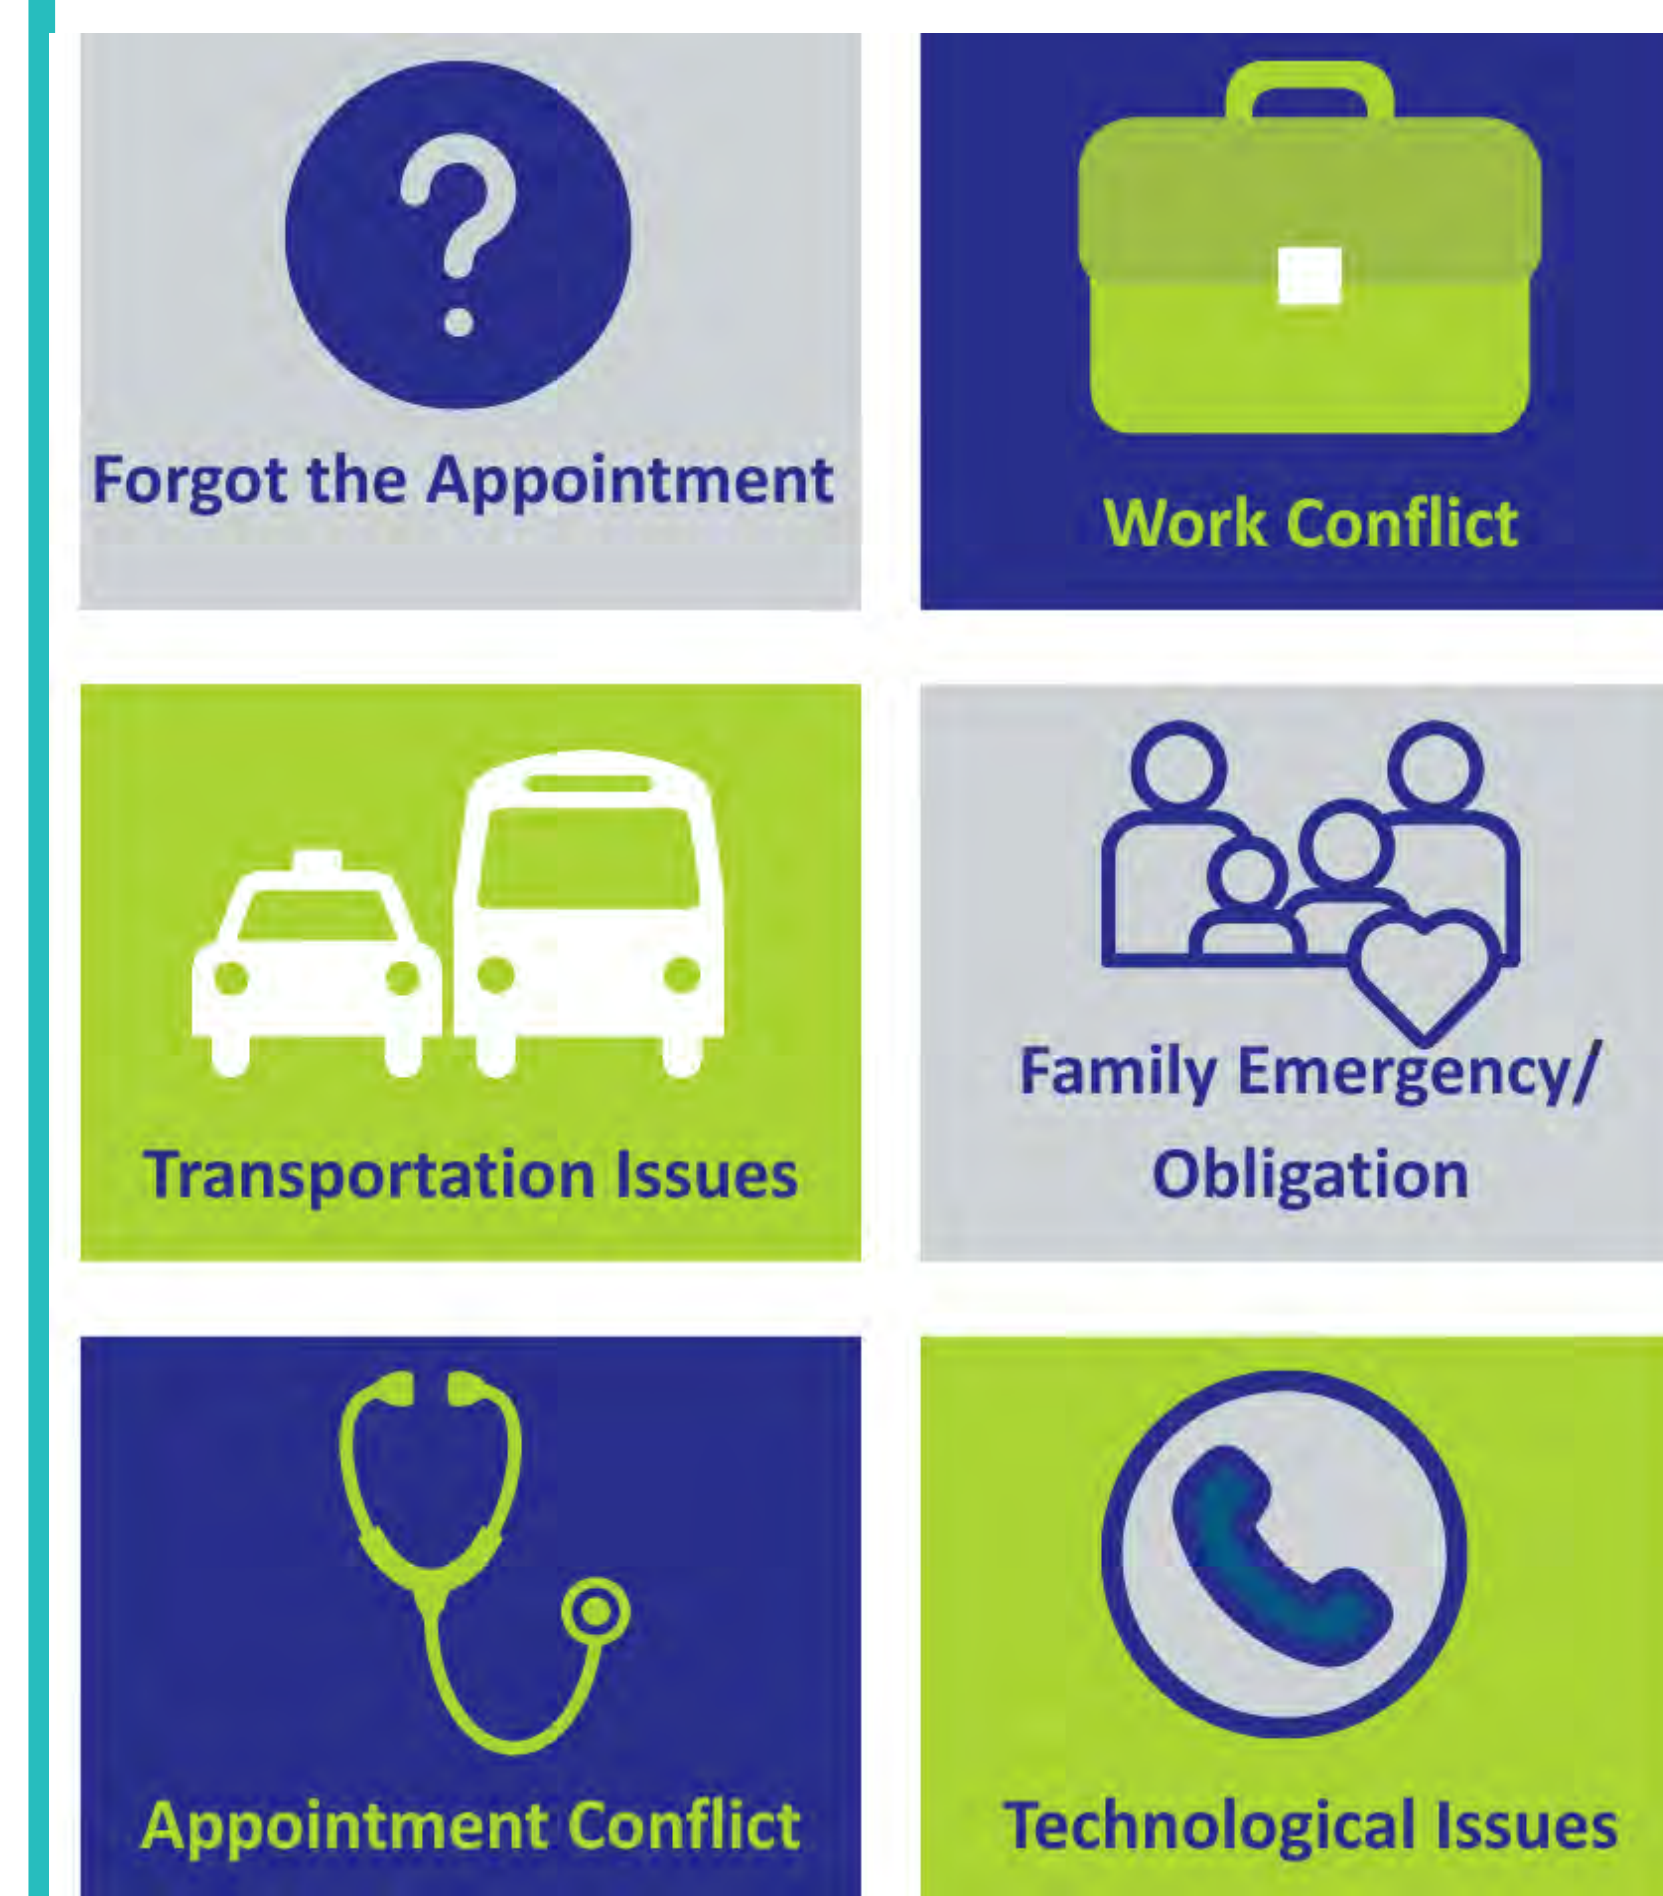 Forgot the Appointment
Work Conflict
Transportation Issues
Family Emergency/
Obligation
Appointment Conflict
Technological Issues